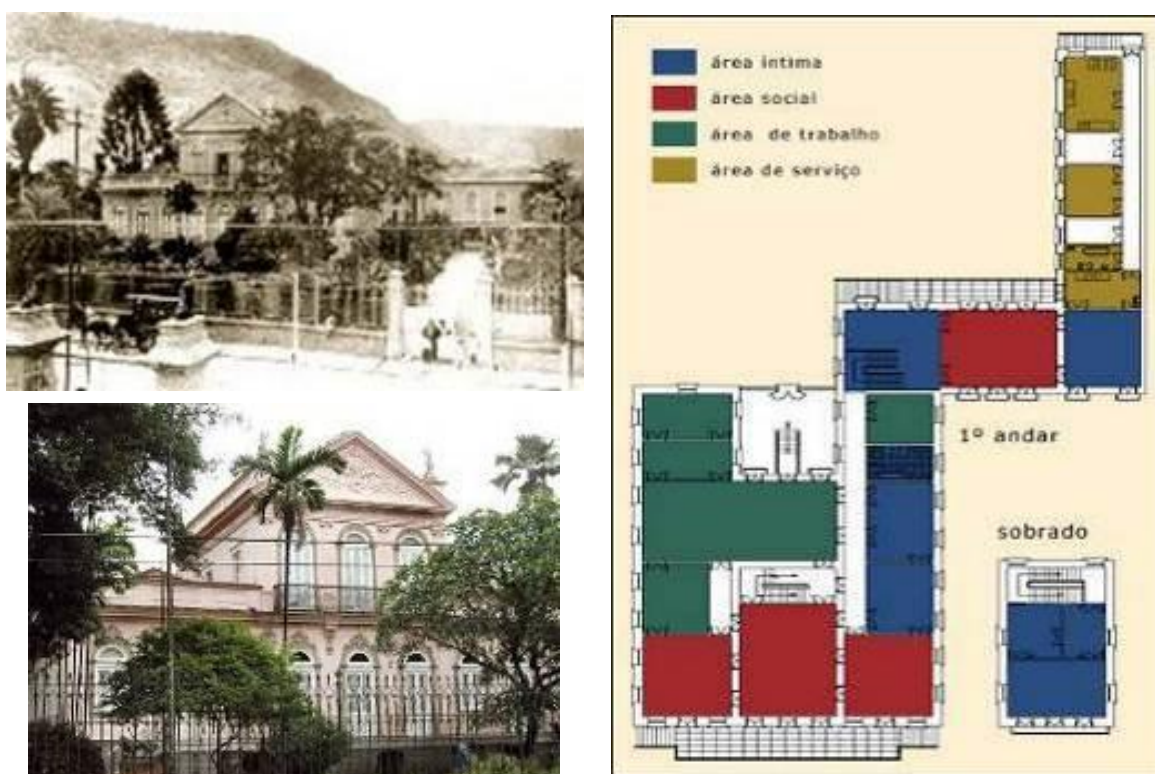 área íntima
área social
área de trabalho
área de serviço
1º andar
sobrado